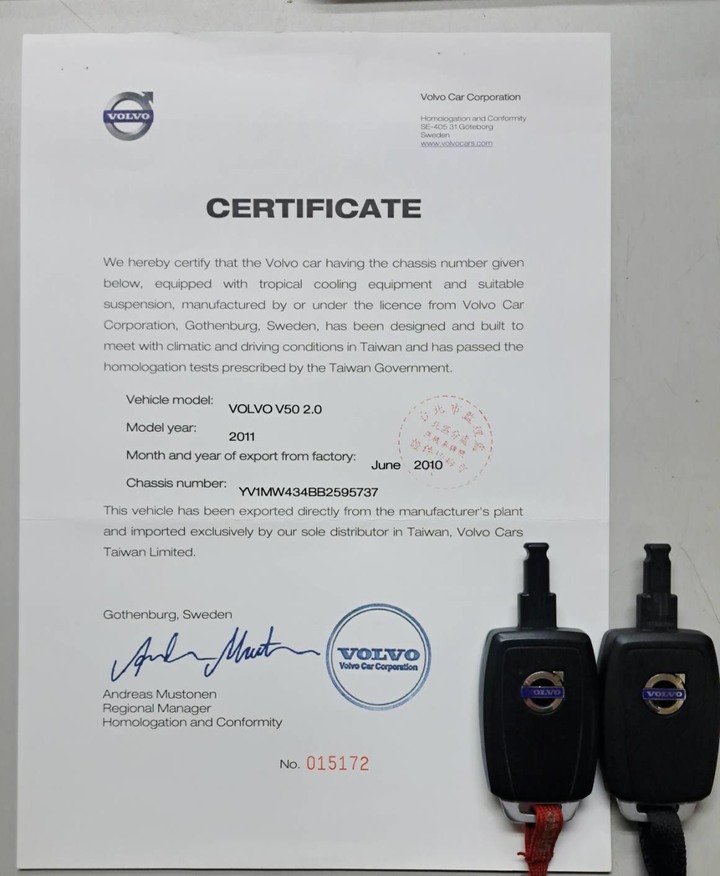 VOLVO
Volvo Car Corporation
Homologation and Conformity
SE-405 31 Göteborg
Sweden
www.volvocars.com
CERTIFICATE
We hereby certify that the Volvo car having the chassis number given
below, equipped with tropical cooling equipment and suitable
suspension, manufactured by or under the licence from Volvo Car
Corporation, Gothenburg, Sweden, has been designed and built to
meet with climatic and driving conditions in Taiwan and has passed the
homologation tests prescribed by the Taiwan Government.
Vehicle model: VOLVO V50 2.0
Model year: 2011
Month and year of export from factory: June 2010
Chassis number: YV1MW434BB2595737
台北市監理處
This vehicle has been exported directly from the manufacturer's plant
and imported exclusively by our sole distributor in Taiwan, Volvo Cars
Taiwan Limited.
Gothenburg, Sweden
VOLVO
Volvo Car Corporation
Andreas Mustonen
Regional Manager
Homologation and Conformity
No. 015172
VOLVO
VOLVO